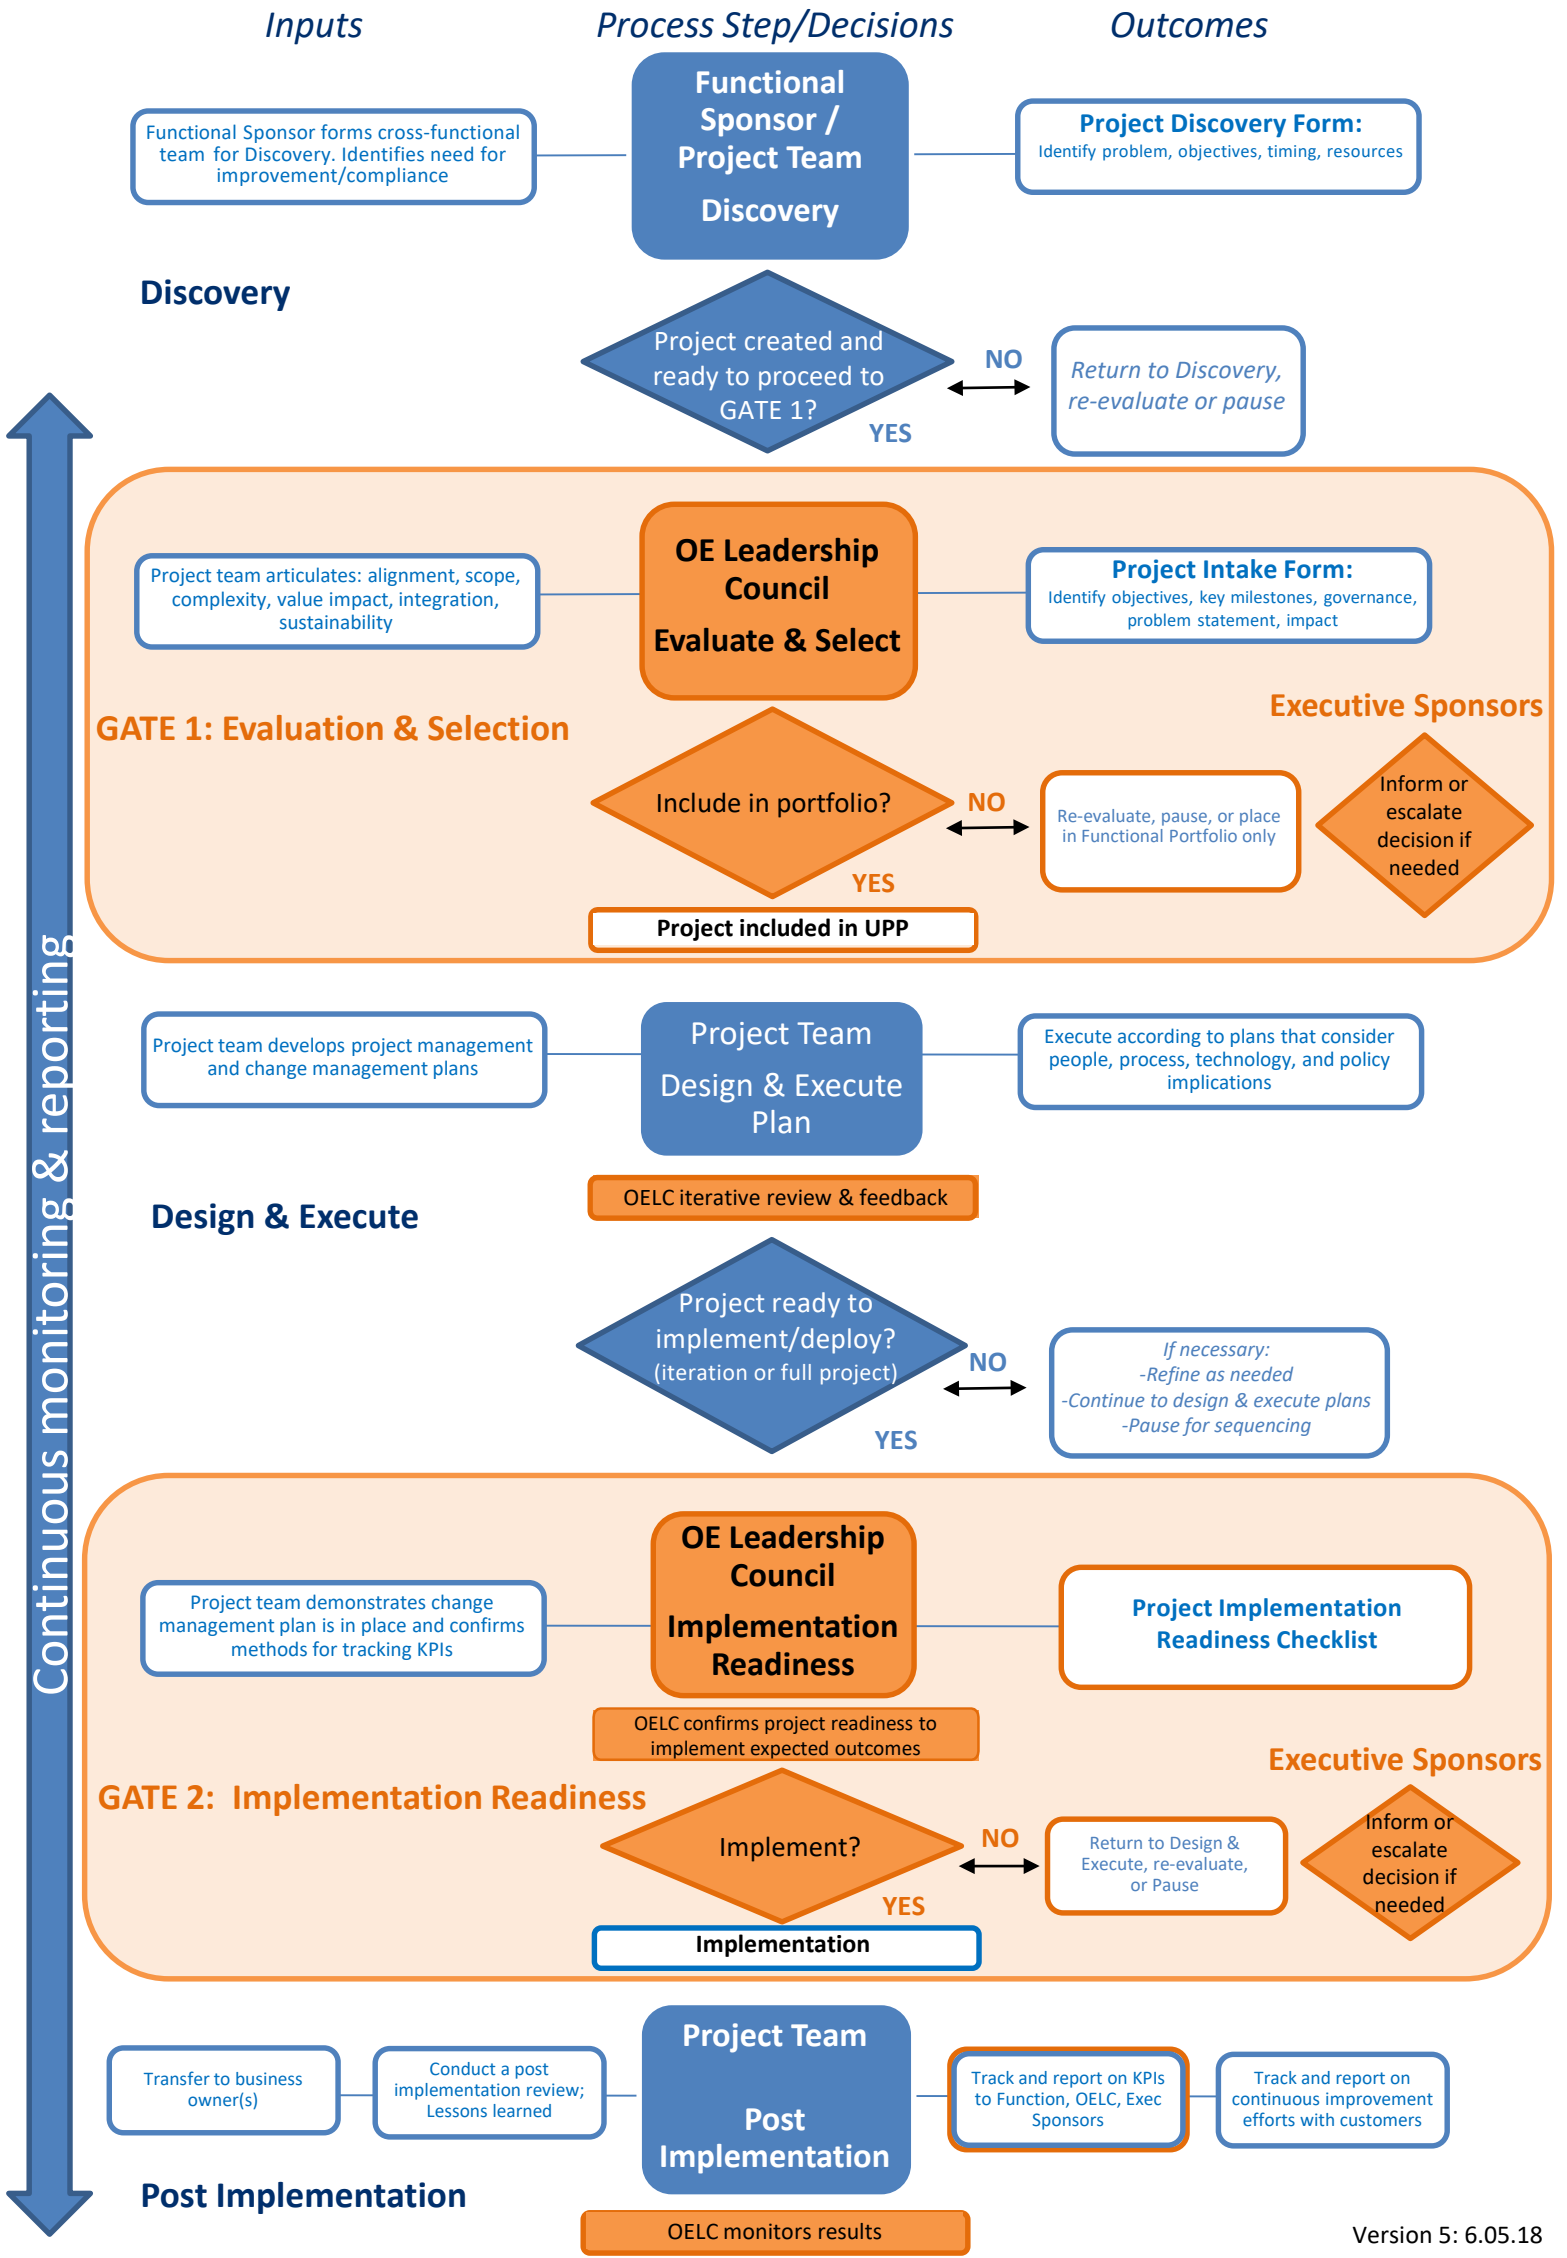 Inputs
Process Step/Decisions
Outcomes
Functional
Sponsor /
Project Team
Discovery
Functional Sponsor forms cross-functional
team for Discovery. Identifies need for
improvement/compliance
Project Discovery Form:
Identify problem, objectives, timing, resources
Discovery
Project created and
ready to proceed to
GATE 1?
NO
YES
Return to Discovery,
re-evaluate or pause
Continuous monitoring & reporting
OE Leadership
Council
Evaluate & Select
Project team articulates: alignment, scope,
complexity, value impact, integration,
sustainability
Project Intake Form:
Identify objectives, key milestones, governance,
problem statement, impact
GATE 1: Evaluation & Selection
Executive Sponsors
Include in portfolio?
NO
YES
Re-evaluate, pause, or place
in Functional Portfolio only
Inform or
escalate
decision if
needed
Project included in UPP
Project team develops project management
and change management plans
Project Team
Design & Execute
Plan
Execute according to plans that consider
people, process, technology, and policy
implications
OELC iterative review & feedback
Design & Execute
Project ready to
implement/deploy?
(iteration or full project)
NO
YES
If necessary:
-Refine as needed
-Continue to design & execute plans
-Pause for sequencing
OE Leadership
Council
Implementation
Readiness
Project team demonstrates change
management plan is in place and confirms
methods for tracking KPIs
Project Implementation
Readiness Checklist
OELC confirms project readiness to
implement expected outcomes
GATE 2: Implementation Readiness
Executive Sponsors
Implement?
NO
YES
Return to Design &
Execute, re-evaluate,
or Pause
Inform or
escalate
decision if
needed
Implementation
Transfer to business
owner(s)
Conduct a post
implementation review;
Lessons learned
Project Team
Post
Implementation
Track and report on KPIs
to Function, OELC, Exec
Sponsors
Track and report on
continuous improvement
efforts with customers
Post Implementation
OELC monitors results
Version 5: 6.05.18